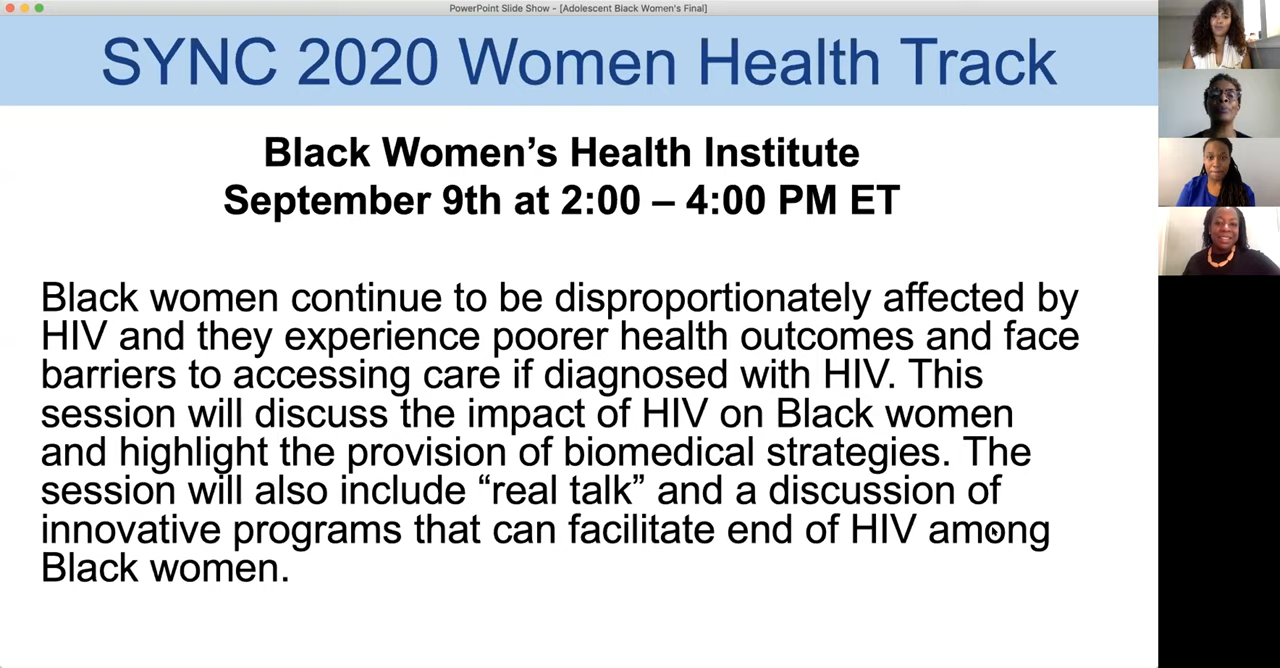 PowerPoint Slide Show - [Adolescent Black Women's Final]
SYNC 2020 Women Health Track
Black Women’s Health Institute
September 9th at 2:00 – 4:00 PM ET
Black women continue to be disproportionately affected by
HIV and they experience poorer health outcomes and face
barriers to accessing care if diagnosed with HIV. This
session will discuss the impact of HIV on Black women
and highlight the provision of biomedical strategies. The
session will also include “real talk” and a discussion of
innovative programs that can facilitate end of HIV among
Black women.